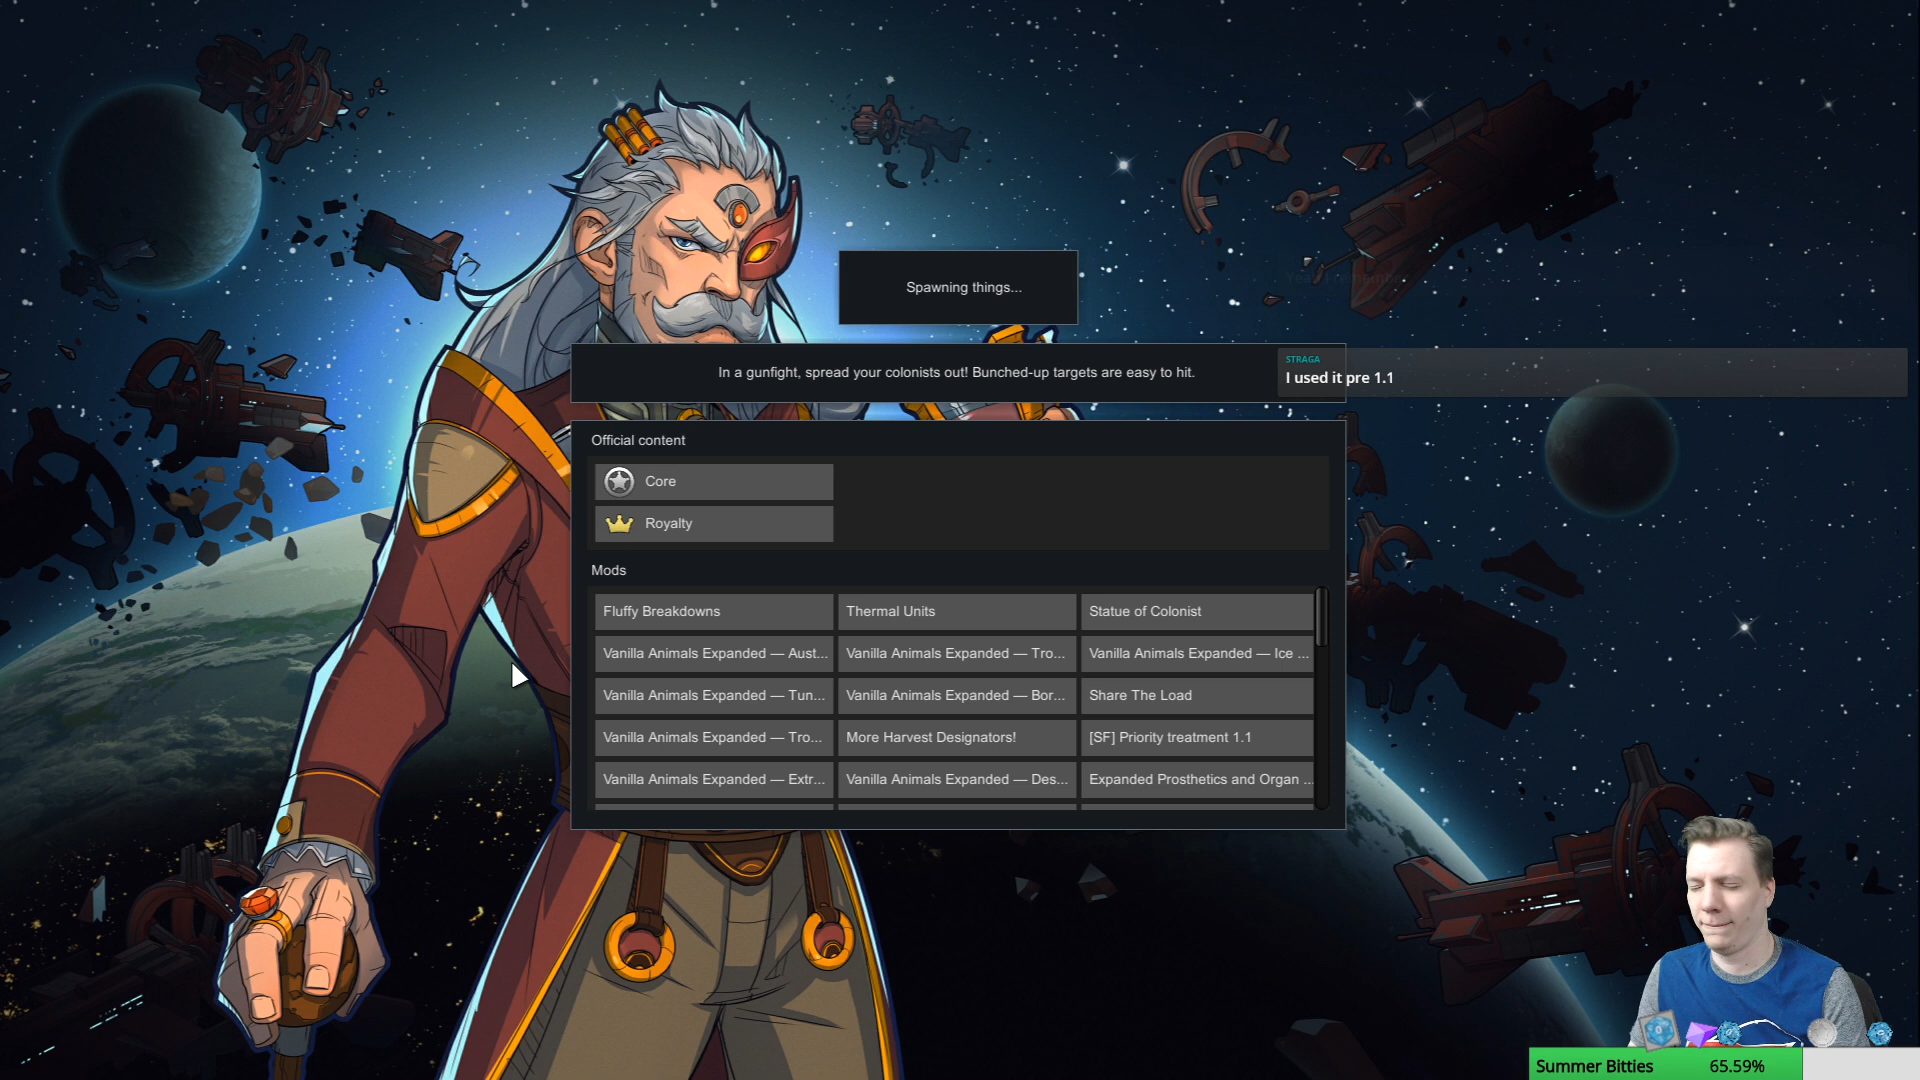 Spawning things...
In a gunfight, spread your colonists out! Bunched-up targets are easy to hit.
STRAGA
I used it pre 1.1
Official content
Core
Royalty
Mods
Fluffy Breakdowns
Thermal Units
Statue of Colonist
Vanilla Animals Expanded — Aust...
Vanilla Animals Expanded — Tro...
Vanilla Animals Expanded — Ice ...
Vanilla Animals Expanded — Tun...
Vanilla Animals Expanded — Bor...
Share The Load
Vanilla Animals Expanded — Tro...
More Harvest Designators!
[SF] Priority treatment 1.1
Vanilla Animals Expanded — Extr...
Vanilla Animals Expanded — Des...
Expanded Prosthetics and Organ ...
Summer Bitties 65.59%